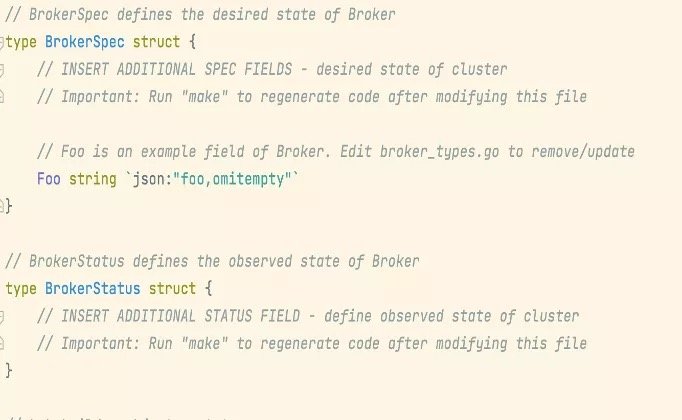 // BrokerSpec defines the desired state of Broker
type BrokerSpec struct {
// INSERT ADDITIONAL SPEC FIELDS - desired state of cluster
// Important: Run "make" to regenerate code after modifying this file
// Foo is an example field of Broker. Edit broker_types.go to remove/update
Foo string `json:"foo,omitempty"`
}
// BrokerStatus defines the observed state of Broker
type BrokerStatus struct {
// INSERT ADDITIONAL STATUS FIELD - define observed state of cluster
// Important: Run "make" to regenerate code after modifying this file
}